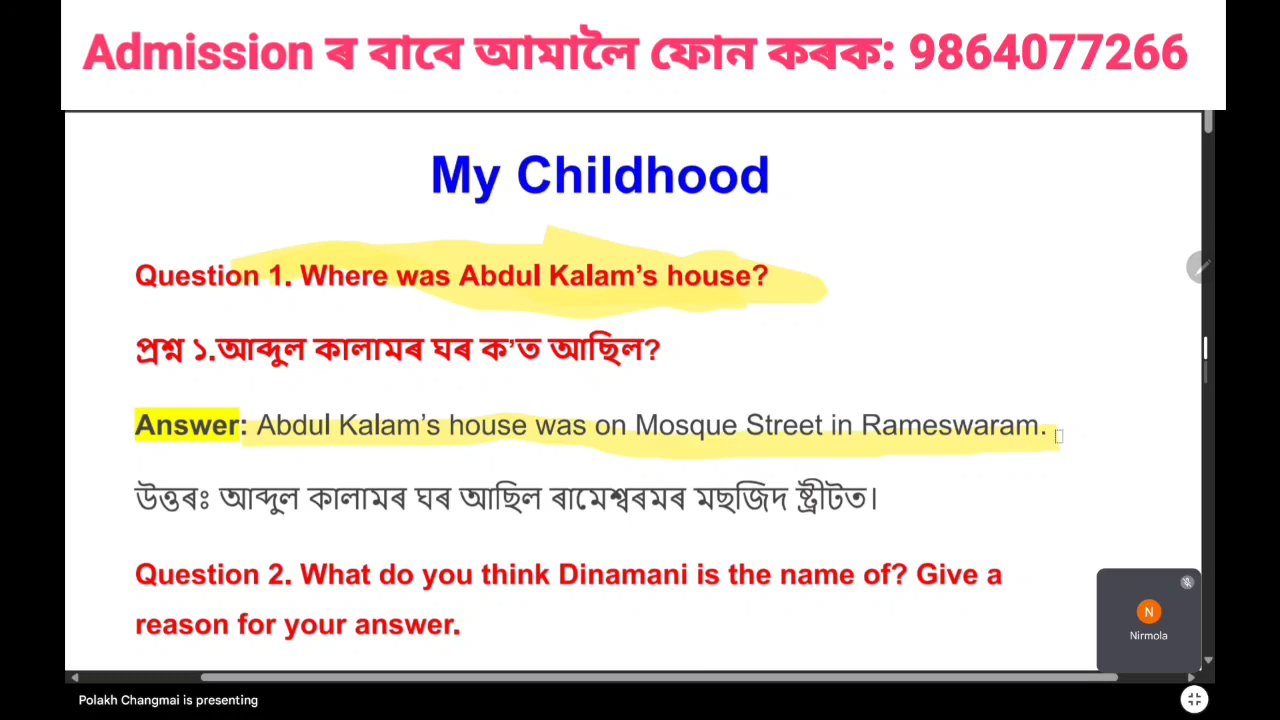 Admission ৰ বাবে আমালৈ ফোন কৰক: 9864077266
My Childhood
Question 1. Where was Abdul Kalam’s house?
প্ৰশ্ন ১.আব্দুল কালামৰ ঘৰ ক’ত আছিল?
Answer: Abdul Kalam’s house was on Mosque Street in Rameswaram.
উত্তৰঃ আব্দুল কালামৰ ঘৰ আছিল ৰামেশ্বৰমৰ মছজিদ ষ্ট্ৰীটত।
Question 2. What do you think Dinamani is the name of? Give a
reason for your answer.
N
Nirmola
Polakh Changmai is presenting